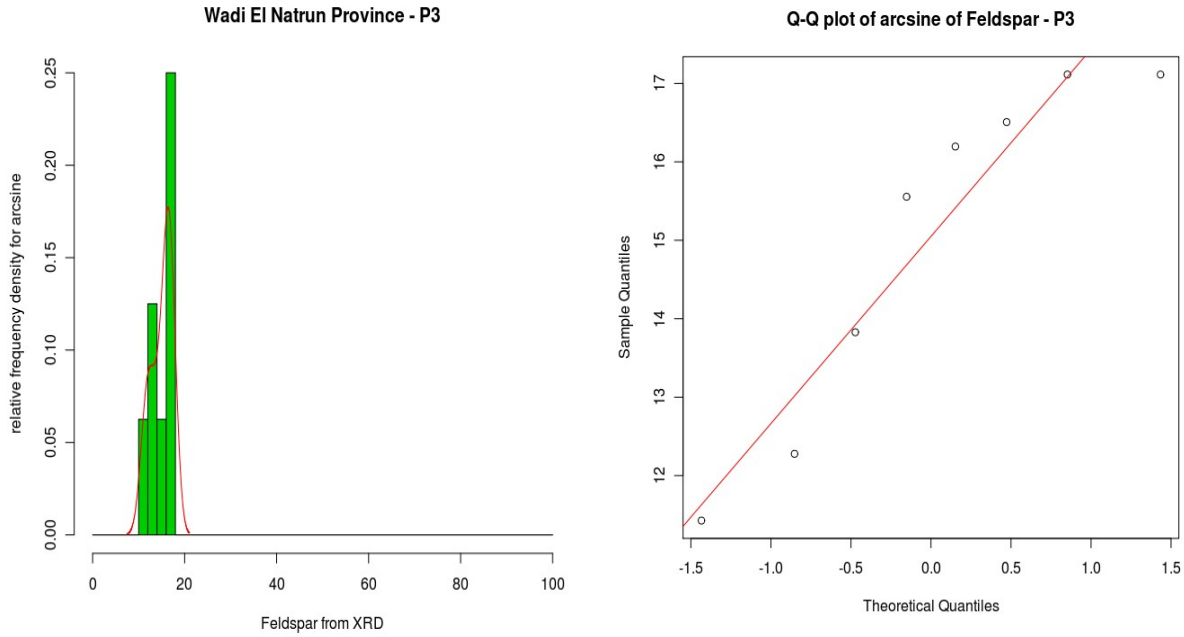 Wadi El Natrun Province - P3
relative frequency density for arcsine
0.25
0.20
0.15
0.10
0.05
0.00
0 20 40 60 80 100
Feldspar from XRD
Q-Q plot of arcsine of Feldspar - P3
Sample Quantiles
17
16
15
14
13
12
-1.5 -1.0 -0.5 0.0 0.5 1.0 1.5
Theoretical Quantiles